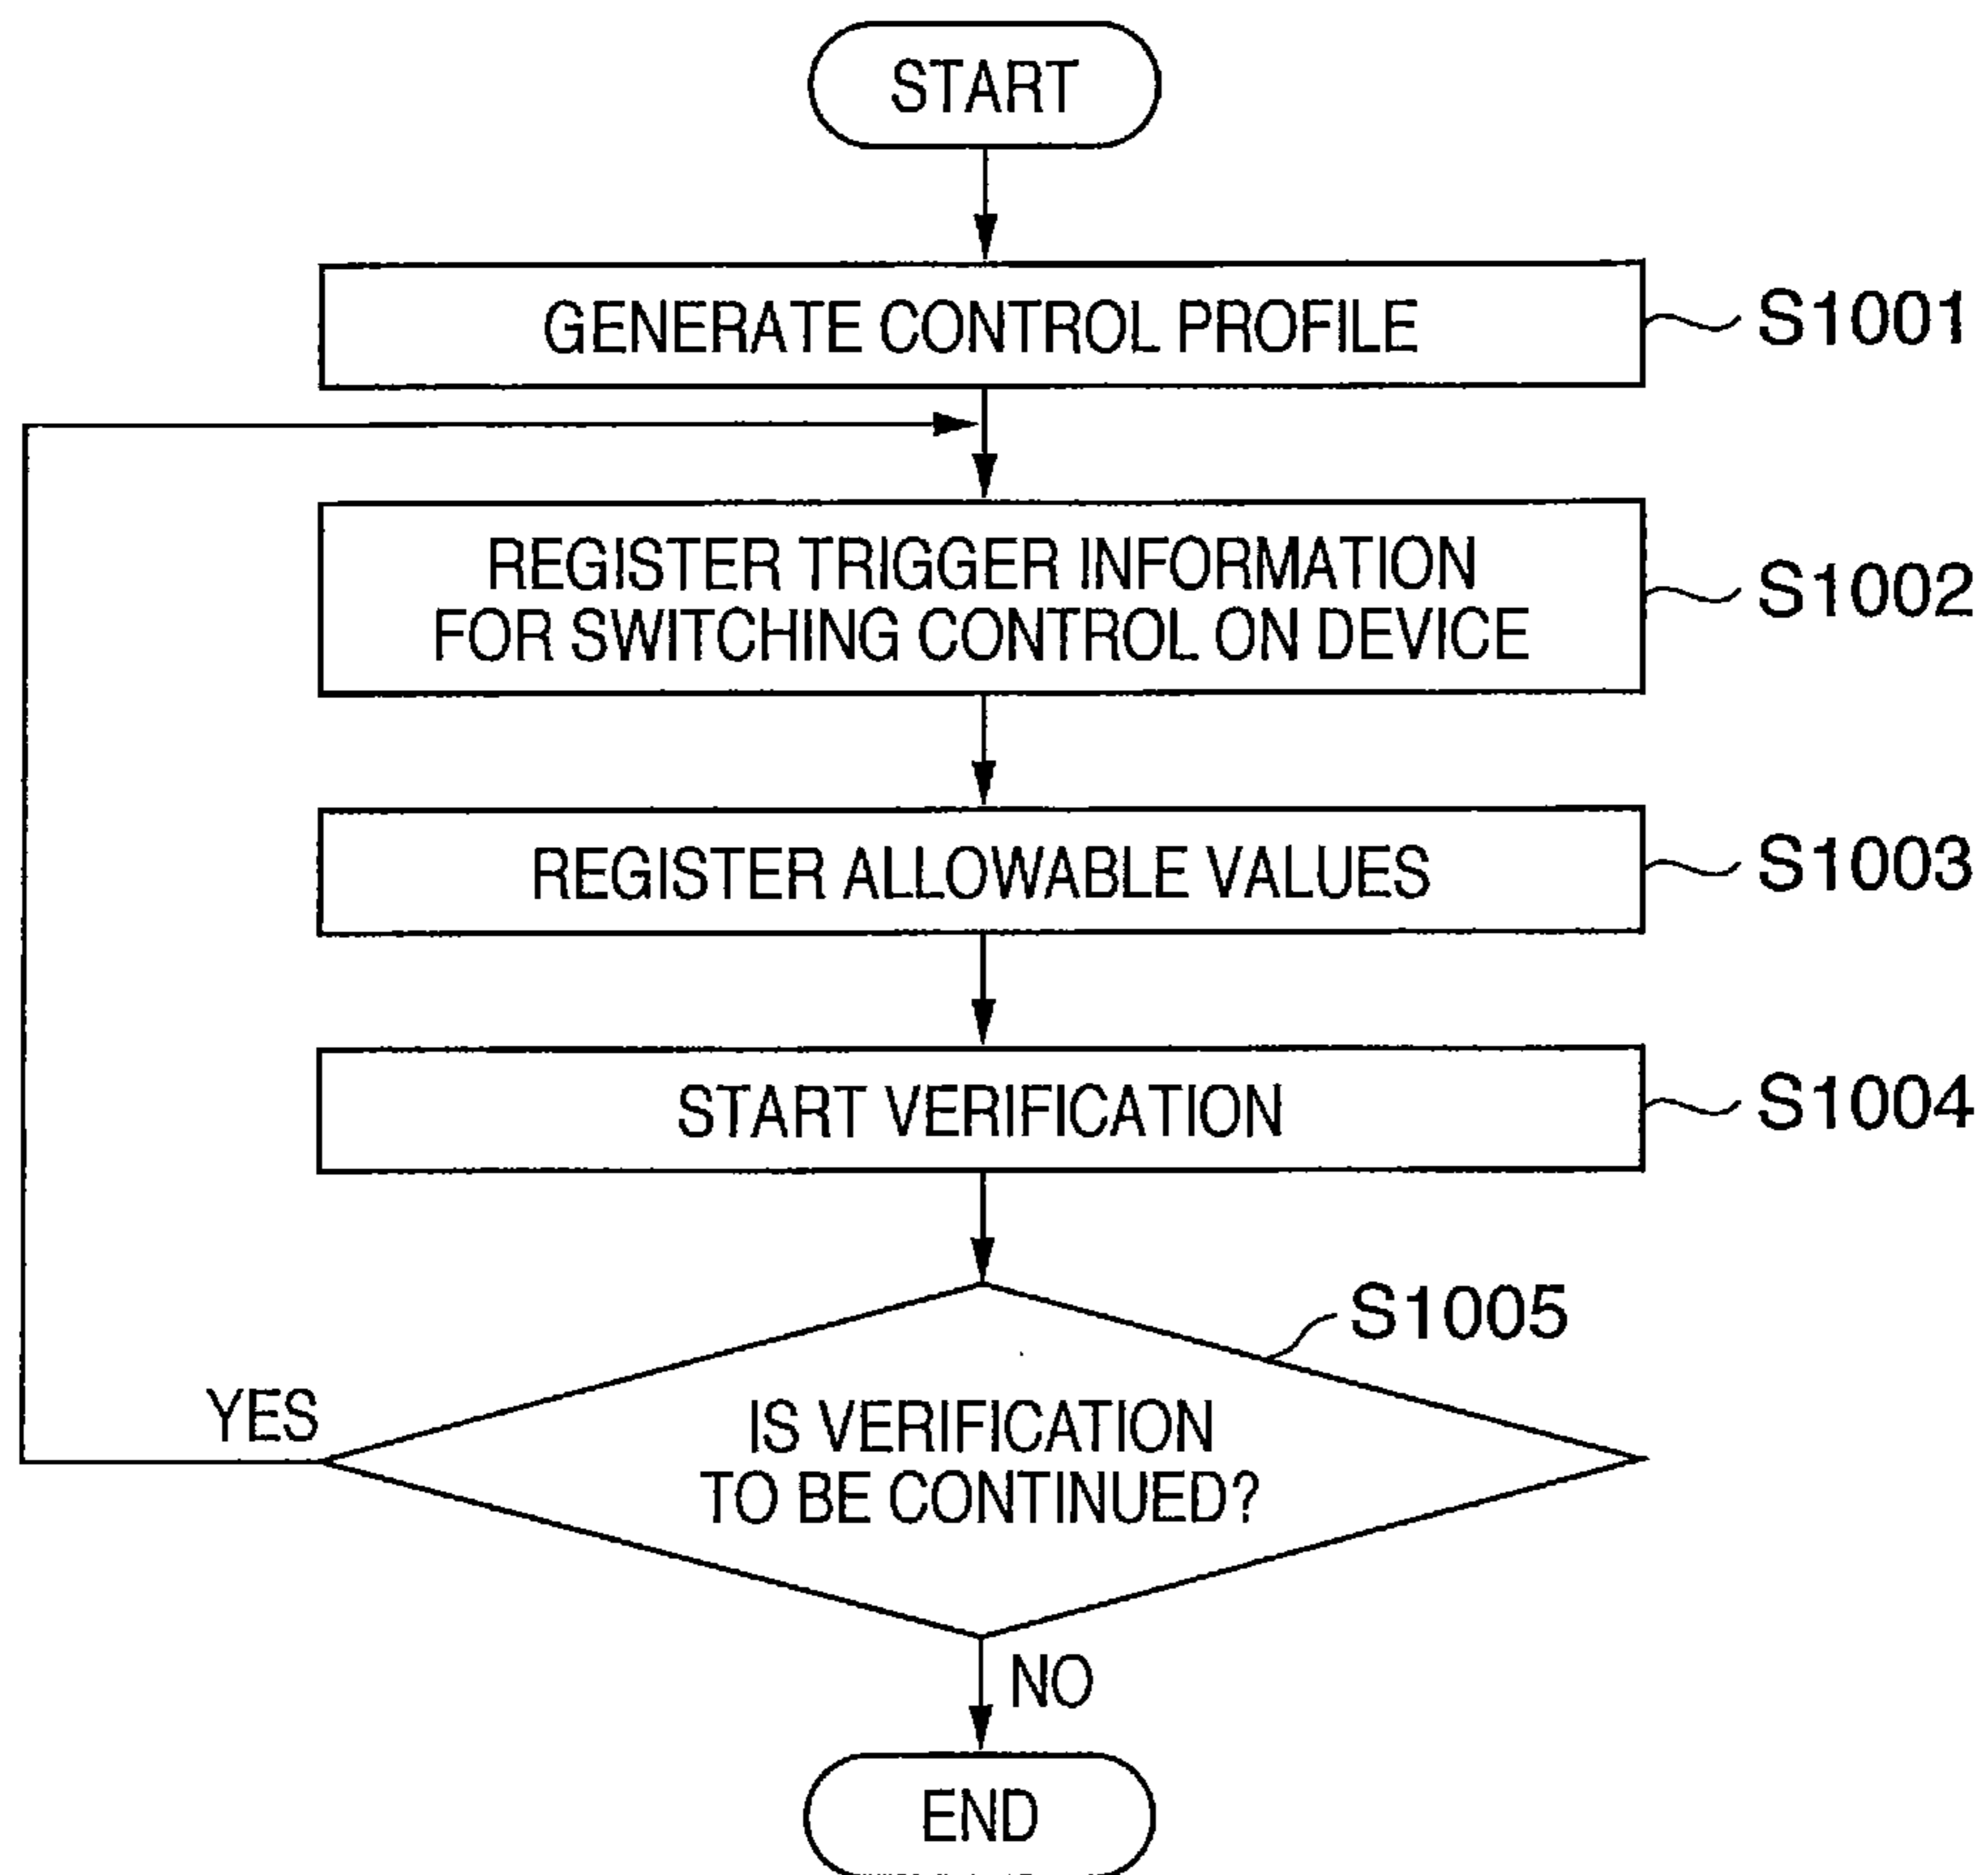 START
GENERATE CONTROL PROFILE
S1001
REGISTER TRIGGER INFORMATION
FOR SWITCHING CONTROL ON DEVICE
S1002
REGISTER ALLOWABLE VALUES
S1003
START VERIFICATION
S1004
S1005
IS VERIFICATION
TO BE CONTINUED?
YES
NO
END